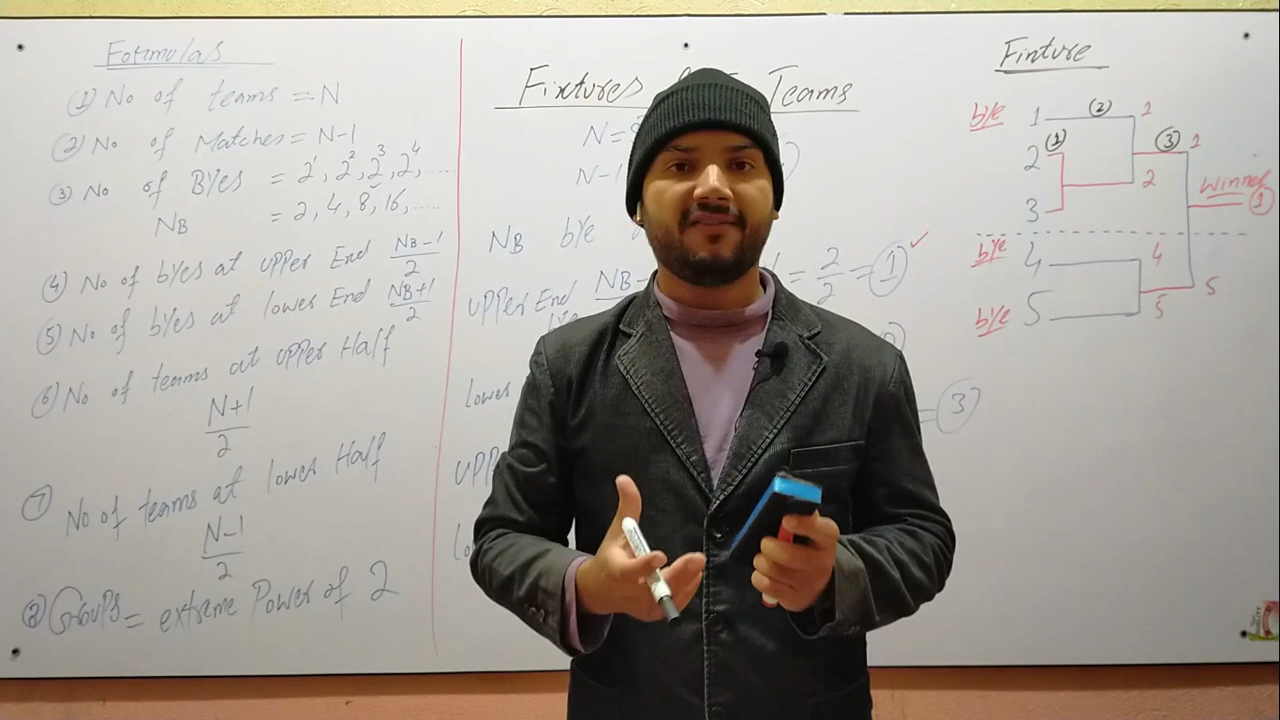 Formulas
(1) No of teams = N
(2) No of Matches = N-1
(3) No of Byes = 2¹, 2², 2³, 2⁴, .....
NB = 2, 4, 8, 16, .....
(4) No of byes at upper End NB-1/2
(5) No of byes at lower End NB+1/2
(6) No of teams at upper Half
N+1/2
(7) No of teams at lower Half
N-1/2
(8) Groups = extreme Power of 2
Fixtures Teams
N=
N-1
NB bye
upper End NB- = 2/2 = (1) ✓
lower
= (3)
upp
Finture
bye 1 (2) 1
2 (1) (3) 1
2
3
Winner (1)
bye 4 4
5
bye 5 5